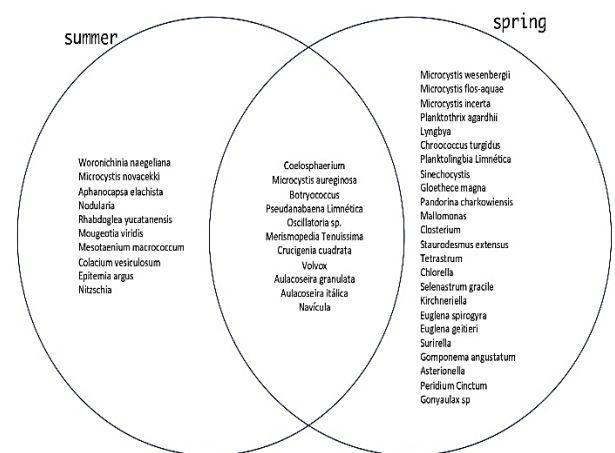 summer
spring
Woronichinia naegeliana
Microcystis novacekki
Aphanocapsa elachista
Nodularia
Rhabdoglea yucatanensis
Mougeotia viridis
Mesotaenium macrococcum
Colacium vesiculosum
Epitemia argus
Nitzschia
Coelosphaerium
Microcystis aureginosa
Botryococcus
Pseudanabaena Limnética
Oscillatoria sp.
Merismopedia Tenuissima
Crucigenia cuadrata
Volvox
Aulacoseira granulata
Aulacoseira itálica
Navícula
Microcystis wesenbergii
Microcystis flos-aquae
Microcystis incerta
Planktothrix agardhii
Lyngbya
Chroococcus turgidus
Planktolingbia Limnética
Sinechocystis
Gloethece magna
Pandorina charkowiensis
Mallomonas
Closterium
Staurodesmus extensus
Tetrastrum
Chlorella
Selenastrum gracile
Kirchneriella
Euglena spirogyra
Euglena geitieri
Surirella
Gomponema angustatum
Asterionella
Peridium Cinctum
Gonyaulax sp